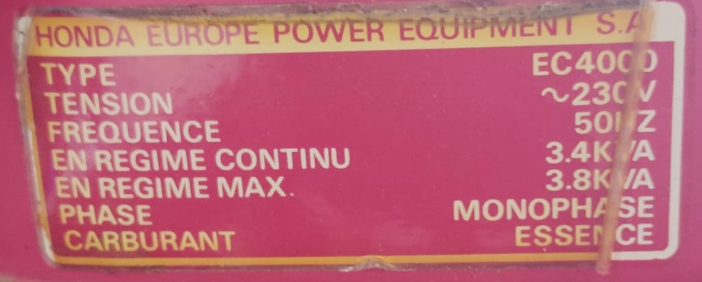 HONDA EUROPE POWER EQUIPMENT S.A
TYPE EC4000
TENSION ~230V
FREQUENCE 50HZ
EN REGIME CONTINU 3.4KVA
EN REGIME MAX. 3.8KVA
PHASE MONOPHASE
CARBURANT ESSENCE